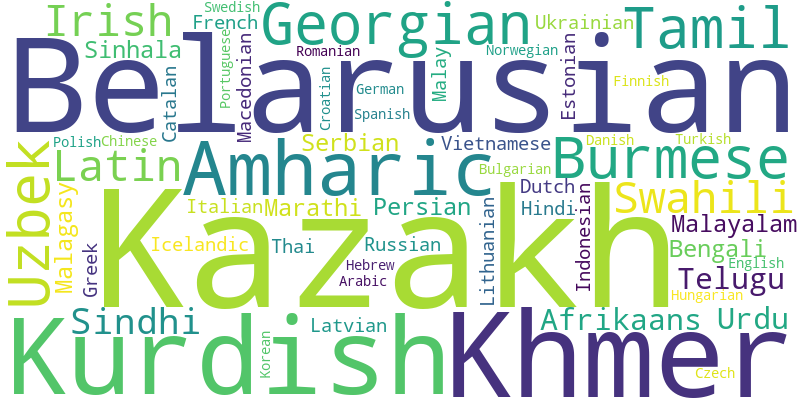 Swedish
Irish
French
Georgian
Ukrainian
Tamil
Sinhala
Portuguese
Macedonian
Romanian
Norwegian
Malay
Estonian
Belarusian
Catalan
Croatian
German
Spanish
Finnish
Polish
Chinese
Serbian
Vietnamese
Danish
Turkish
Uzbek
Latin
Amharic
Bulgarian
Burmese
Malagasy
Italian
Marathi
Persian
Dutch
Hindi
Swahili
Greek
Icelandic
Thai
Russian
Lithuanian
Indonesian
Malayalam
Kazakh
Hebrew
Arabic
Bengali
English
Telugu
Hungarian
Sindhi
Kurdish
Korean
Latvian
Khmer
Afrikaans
Urdu
Czech